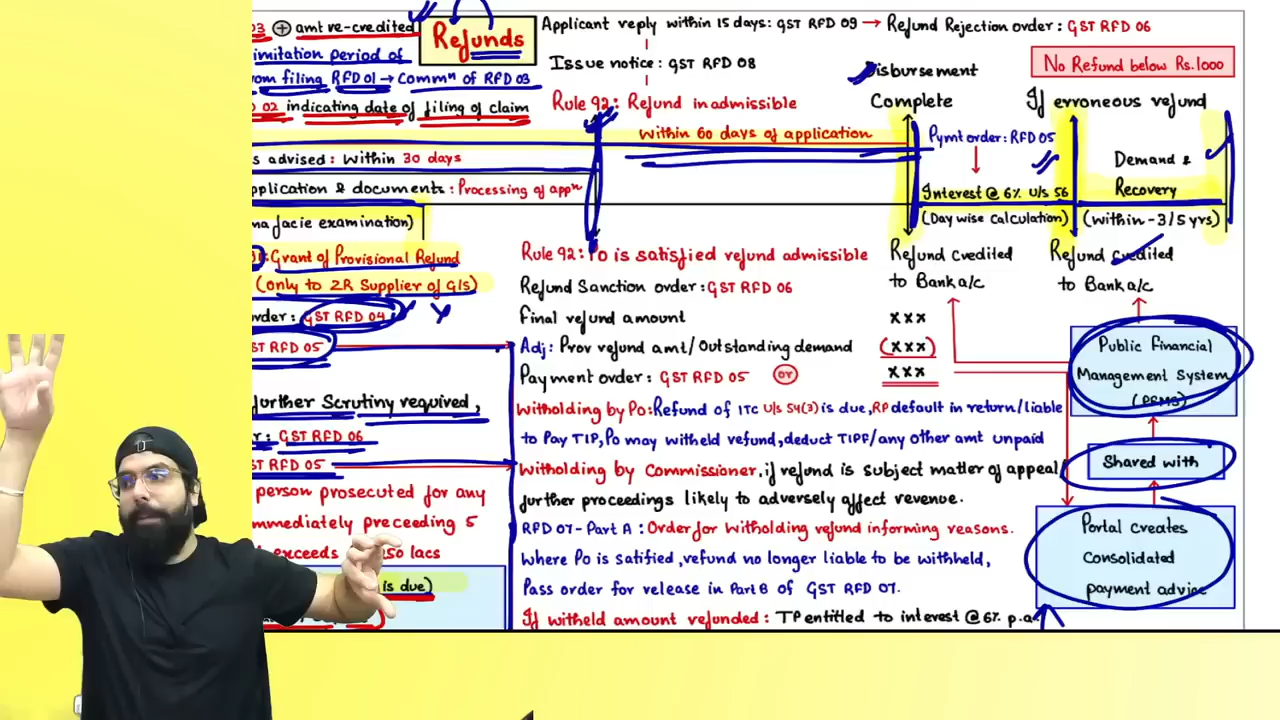 03 ⊕ amt re-credited
imitation period of
om filing RFD 01 → Commⁿ of RFD 03
02 indicating date of filing of claim
Refunds
Applicant reply within 15 days: GST RFD 09 → Refund Rejection order: GST RFD 06
Issue notice: GST RFD 08
Rule 92: Refund inadmissible
No Refund below Rs.1000
Disbursement
Complete
If erroneous refund
Within 60 days of application
s advised: Within 30 days
pplication & documents: Processing of appⁿ
Pymt order: RFD 05
Interest @ 6% U/s 56
(Day wise calculation)
Demand &
Recovery
(within - 3/5 yrs)
ma facie examination)
91: Grant of Provisional Refund
(only to ZR Supplier of G/s)
order: GST RFD 04
ST RFD 05
Rule 92: Po is satisfied refund admissible
Refund Sanction order: GST RFD 06
Final refund amount xxx
Adj: Prov refund amt/Outstanding demand (xxx)
Payment order: GST RFD 05 or xxx
Refund credited
to Bank a/c
Refund credited
to Bank a/c
Public Financial
Management System
(PFMS)
Shared with
Portal Creates
Consolidated
payment advice
further Scrutiny required,
r: GST RFD 06
ST RFD 05
person prosecuted for any
mmediately preceeding 5
exceeds 250 lacs
is due)
Witholding by Po: Refund of ITC U/s 54(3) is due, RP default in return/liable
to Pay TIP, Po may witheld refund, deduct TIPF/any other amt unpaid
Witholding by Commissioner, if refund is subject matter of appeal
further proceedings likely to adversely affect revenue.
RFD 07 - Part A: Order for Witholding refund informing reasons.
Where Po is satisfied, refund no longer liable to be withheld,
Pass order for release in Part B of GST RFD 07.
If withheld amount refunded: TP entitled to interest @ 6% p.a